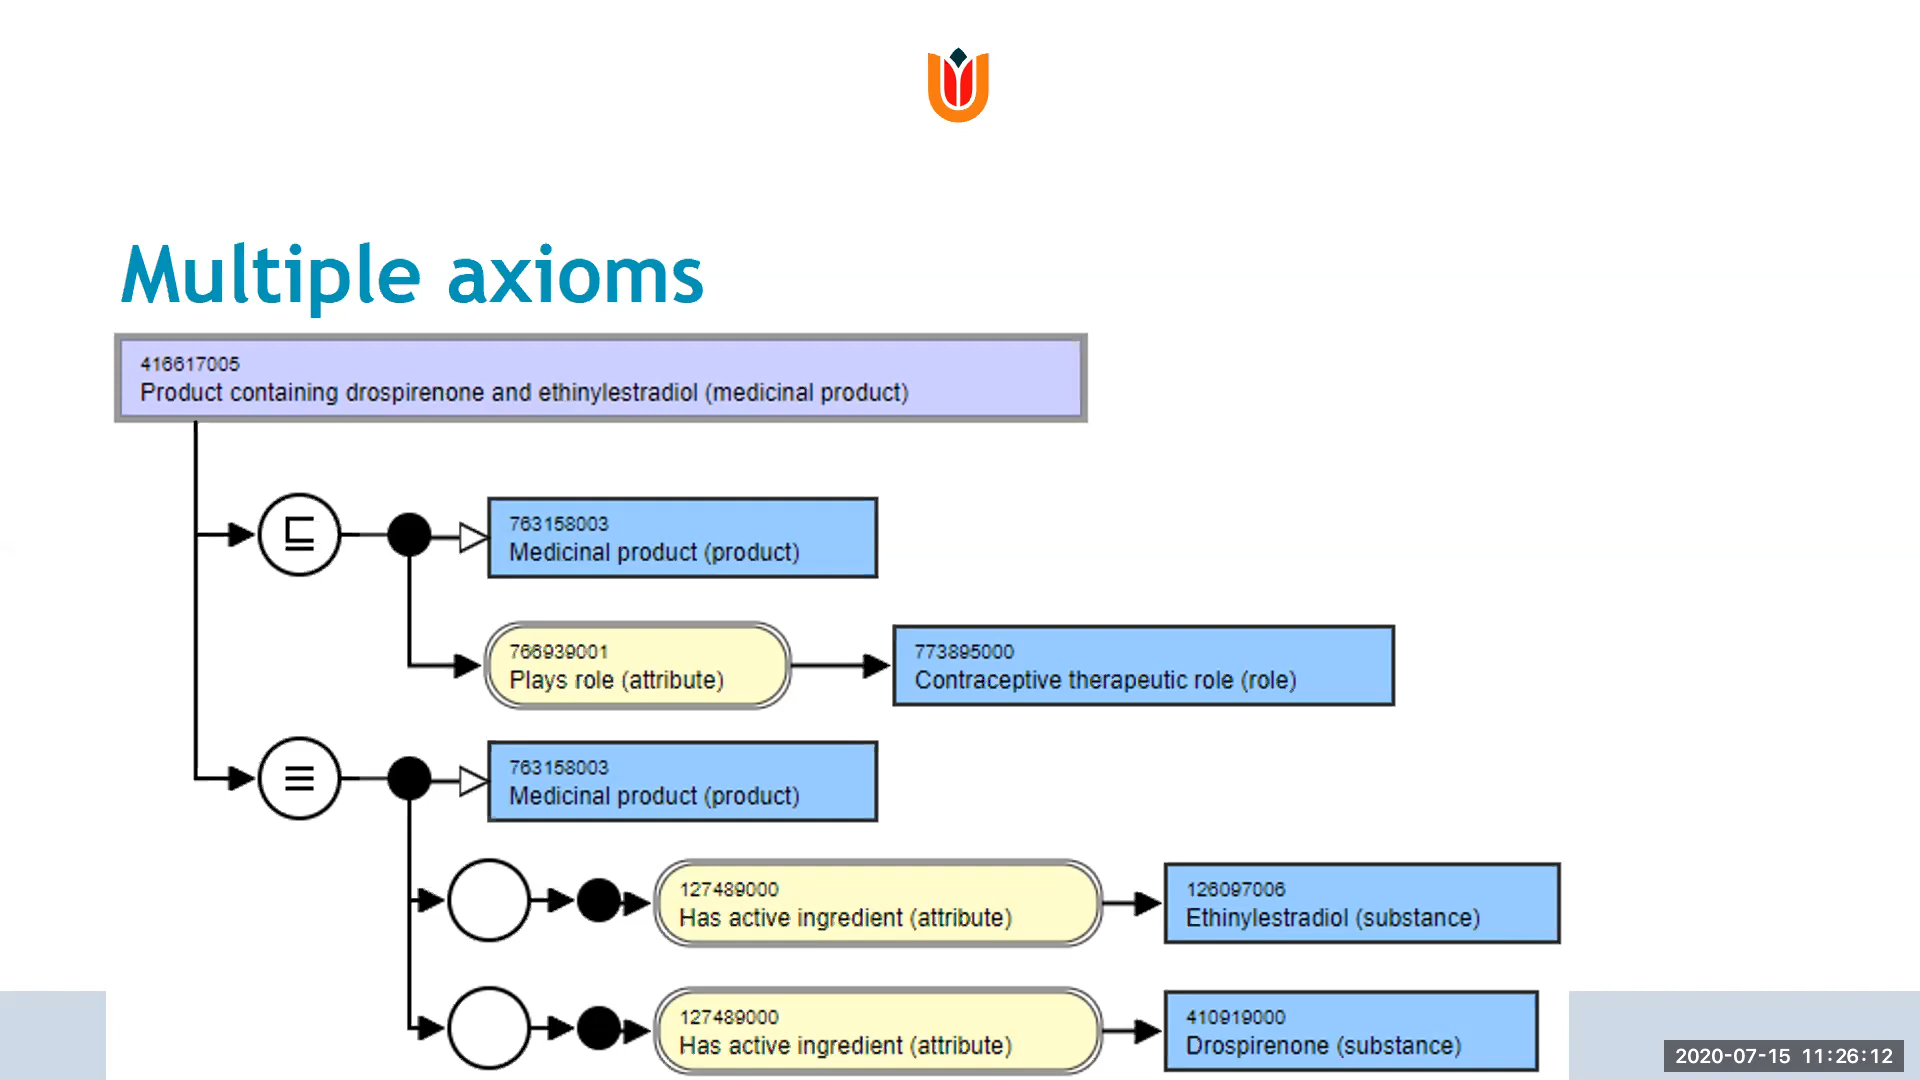 Multiple axioms
416617005
Product containing drospirenone and ethinylestradiol (medicinal product)
⊑
763158003
Medicinal product (product)
766939001
Plays role (attribute)
773895000
Contraceptive therapeutic role (role)
≡
763158003
Medicinal product (product)
127489000
Has active ingredient (attribute)
126097006
Ethinylestradiol (substance)
127489000
Has active ingredient (attribute)
410919000
Drospirenone (substance)
2020-07-15 11:26:12